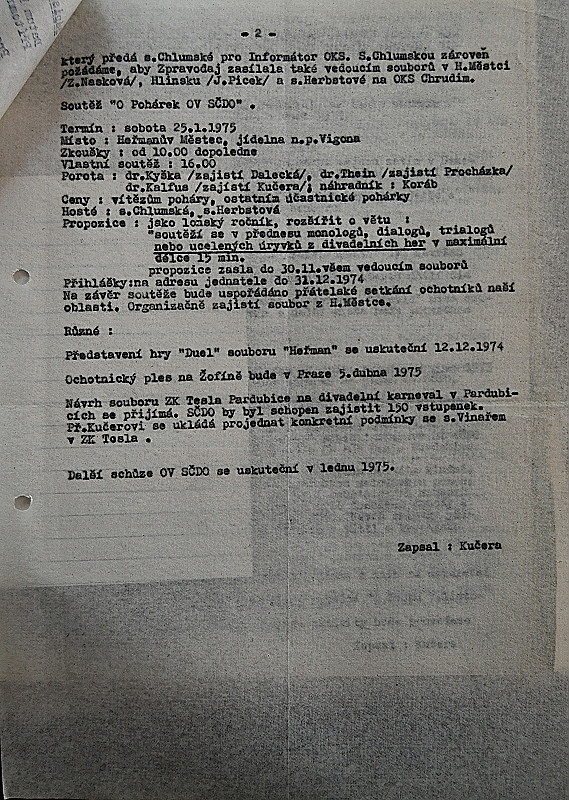 - 2 -
který předá s.Chlumské pro Informátor OKS. S.Chlumskou zároveň
požádáme, aby Zpravodaj zasílala také vedoucím souborů v H.Městci
/Z.Nasková/, Hlinsku /J.Picek/ a s.Herbstové na OKS Chrudim.
Soutěž "O Pohárek OV SČDO" .
Termín : sobota 25.1.1975
Místo : Heřmanův Městec, jídelna n.p.Vigona
Zkoušky : od 10.00 dopoledne
Vlastní soutěž : 16.00
Porota : dr.Kyška /zajistí Dalecká/, dr.Thein /zajistí Procházka/
dr.Kalfus /zajistí Kučera/; náhradník : Koráb
Ceny : vítězům poháry, ostatním účastnické pohárky
Hosté : s.Chlumská, s.Herbstová
Propozice : jako loňský ročník, rozšířit o větu :
"soutěží se v přednesu monologů, dialogů, trialogů
nebo ucelených úryvků z divadelních her v maximální
délce 15 min.
propozice zašla do 30.11.všem vedoucím souborů
Přihlášky:na adresu jednatele do 31.12.1974
Na závěr soutěže bude uspořádáno přátelské setkání ochotníků naší
oblasti. Organizačně zajistí soubor z H.Městce.
Různé :
Představení hry "Duel" souboru "Heřman" se uskuteční 12.12.1974
Ochotnický ples na Žofíně bude v Praze 5.dubna 1975
Návrh souboru ZK Tesla Pardubice na divadelní karneval v Pardubi-
cích se přijímá. SČDO by byl schopen zajistit 150 vstupenek.
Př.Kučerovi se ukládá projednat konkretní podmínky se s.Vinařem
v ZK Tesla .
Další schůze OV SČDO se uskuteční v lednu 1975.
Zapsal : Kučera
Zapsal : Kučera